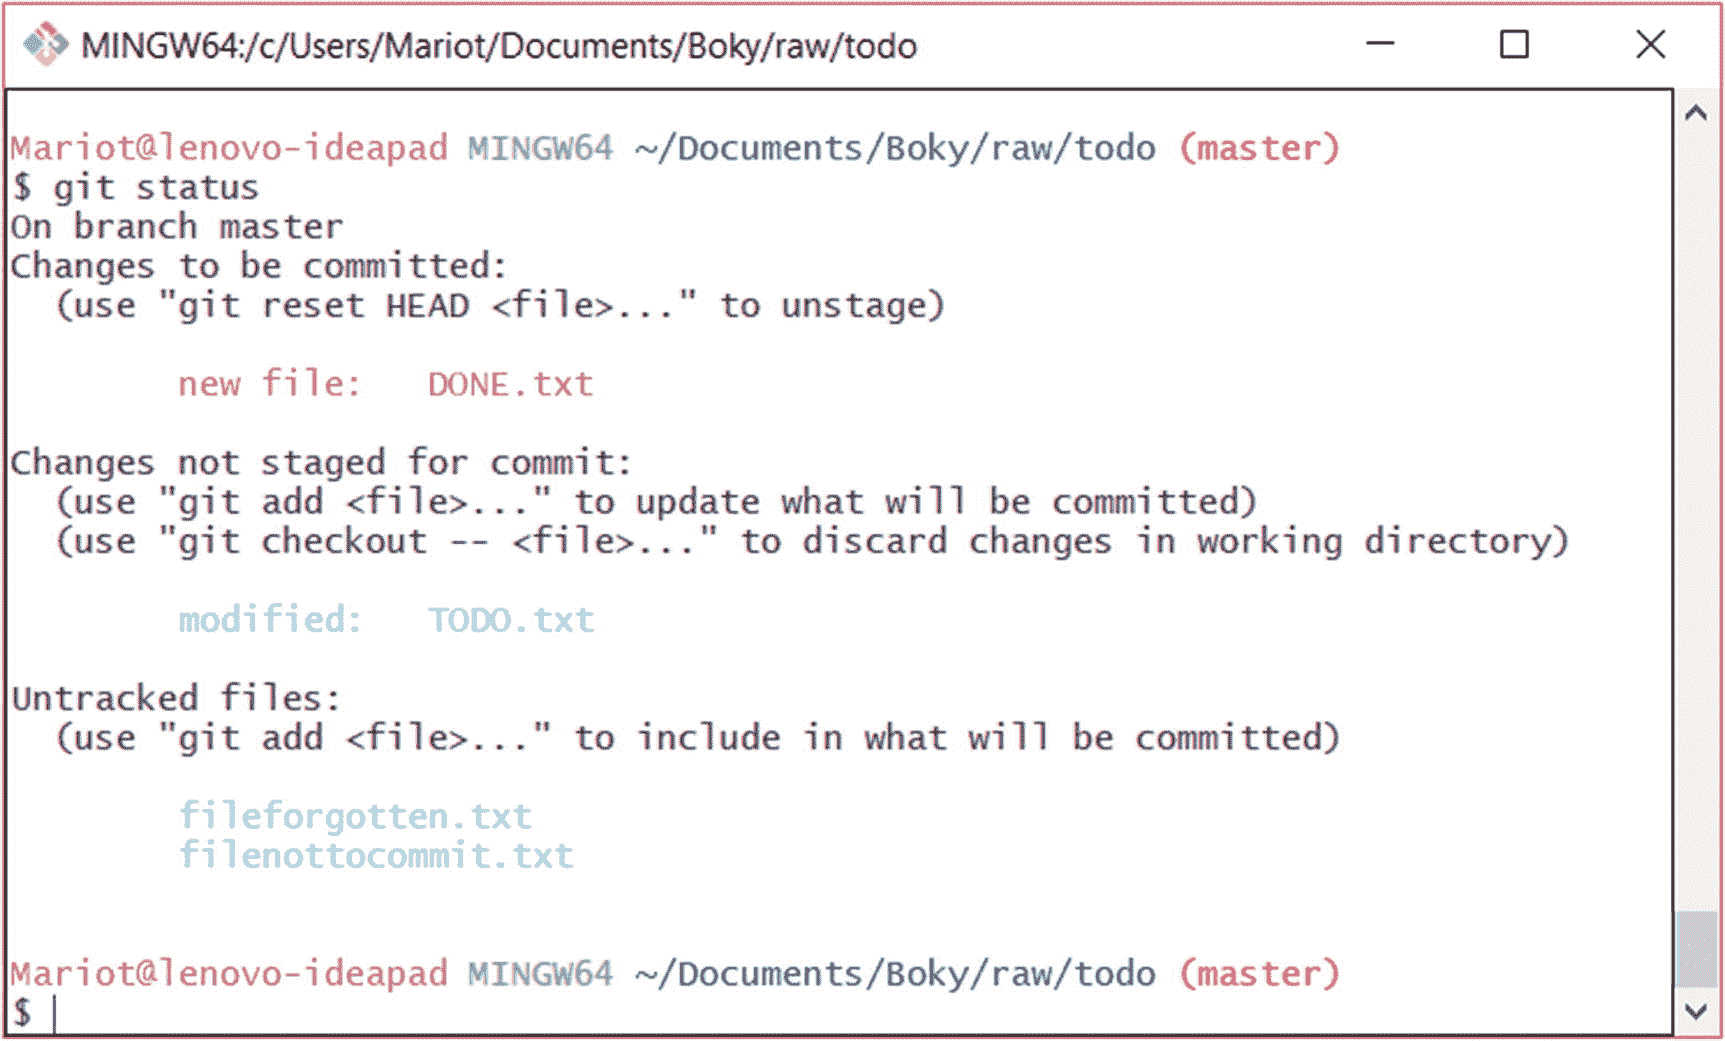 MINGW64:/c/Users/Mariot/Documents/Boky/raw/todo
Mariot@lenovo-ideapad MINGW64 ~/Documents/Boky/raw/todo (master)
$ git status
On branch master
Changes to be committed:
  (use "git reset HEAD <file>..." to unstage)
        new file:   DONE.txt
Changes not staged for commit:
  (use "git add <file>..." to update what will be committed)
  (use "git checkout -- <file>..." to discard changes in working directory)
        modified:   TODO.txt
Untracked files:
  (use "git add <file>..." to include in what will be committed)
        fileforgotten.txt
        filenottocommit.txt
Mariot@lenovo-ideapad MINGW64 ~/Documents/Boky/raw/todo (master)
$